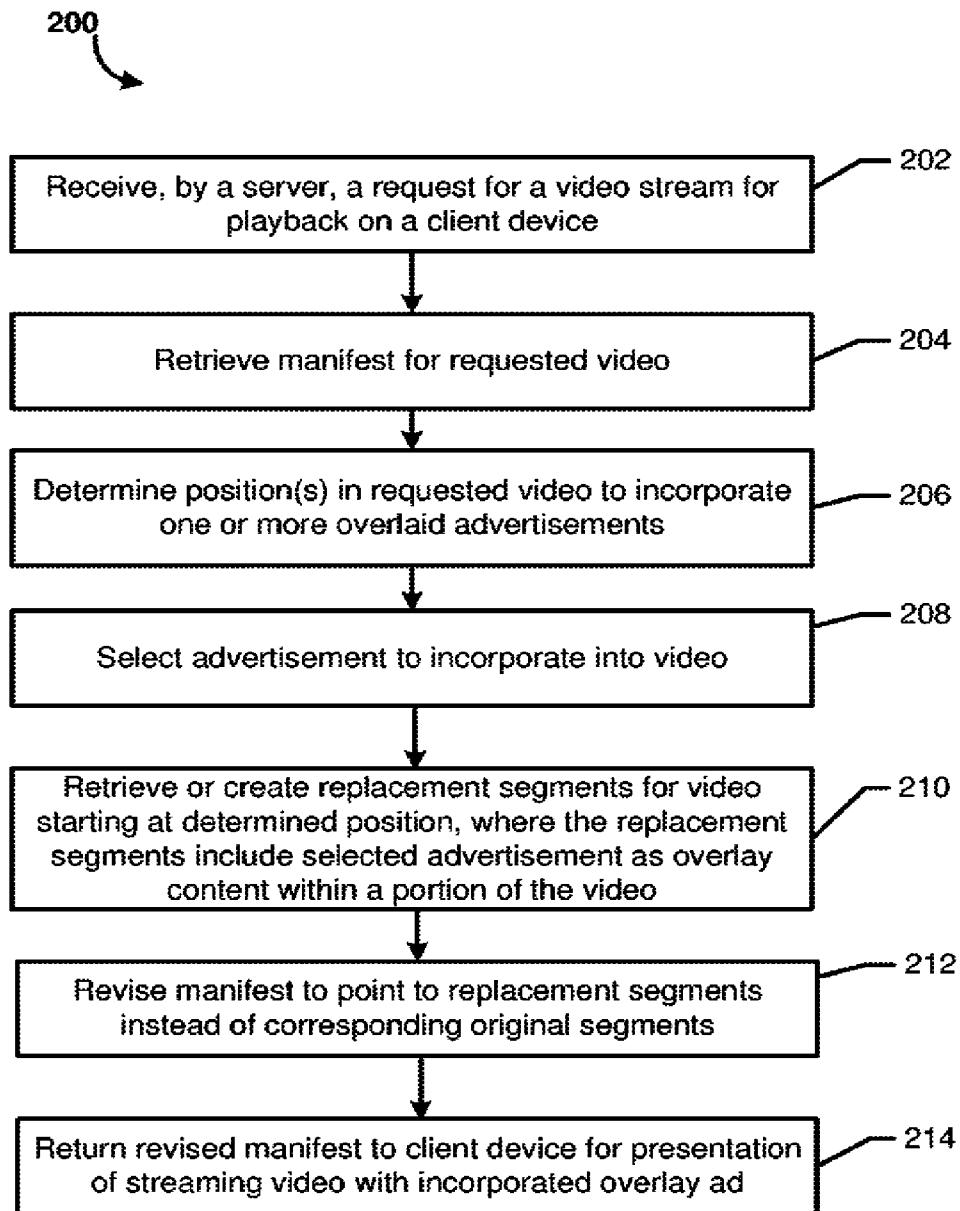 200
202
Receive, by a server, a request for a video stream for
playback on a client device
204
Retrieve manifest for requested video
206
Determine position(s) in requested video to incorporate
one or more overlaid advertisements
208
Select advertisement to incorporate into video
210
Retrieve or create replacement segments for video
starting at determined position, where the replacement
segments include selected advertisement as overlay
content within a portion of the video
212
Revise manifest to point to replacement segments
instead of corresponding original segments
214
Return revised manifest to client device for presentation
of streaming video with incorporated overlay ad